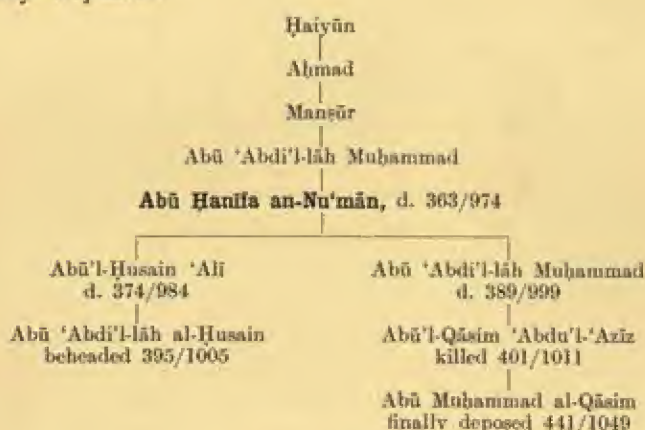 Ḥaiyūn
Aḥmad
Manṣūr
Abū ‘Abdi’l-lāh Muḥammad
Abū Ḥanīfa an-Nu‘mān, d. 363/974
Abū’l-Ḥusain ‘Alī
d. 374/984
Abū ‘Abdi’l-lāh Muḥammad
d. 389/999
Abū ‘Abdi’l-lāh al-Ḥusain
beheaded 395/1005
Abū’l-Qāsim ‘Abdu’l-‘Azīz
killed 401/1011
Abū Muḥammad al-Qāsim
finally deposed 441/1049